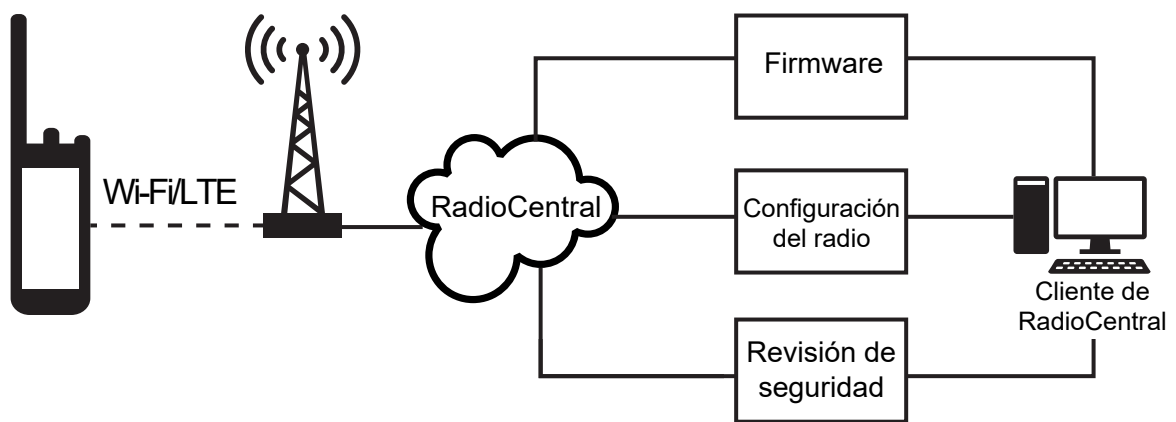 Firmware
Wi-Fi/LTE
RadioCentral
Configuración
del radio
Cliente de
RadioCentral
Revisión de
seguridad